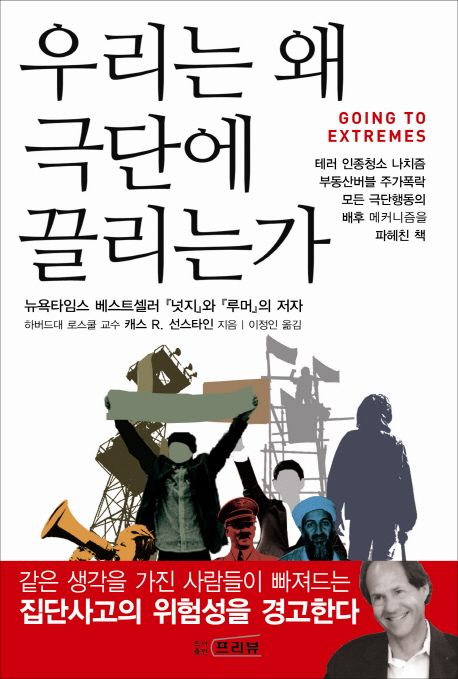 우리는 왜
극단에
끌리는가
GOING TO
EXTREMES
테러 인종청소 나치즘
부동산버블 주가폭락
모든 극단행동의
배후 메커니즘을
파헤친 책
뉴욕타임스 베스트셀러 『넛지』와 『루머』의 저자
하버드대 로스쿨 교수 캐스 R. 선스타인 지음 | 이정인 옮김
같은 생각을 가진 사람들이 빠져드는
집단사고의 위험성을 경고한다
프리뷰